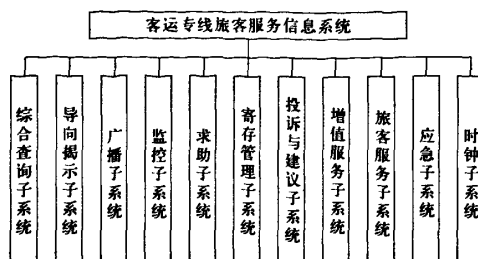 客运专线旅客服务信息系统
综合查询子系统
导向揭示子系统
广播子系统
监控子系统
求助子系统
寄存管理子系统
投诉与建议子系统
增值服务子系统
旅客服务子系统
应急子系统
时钟子系统